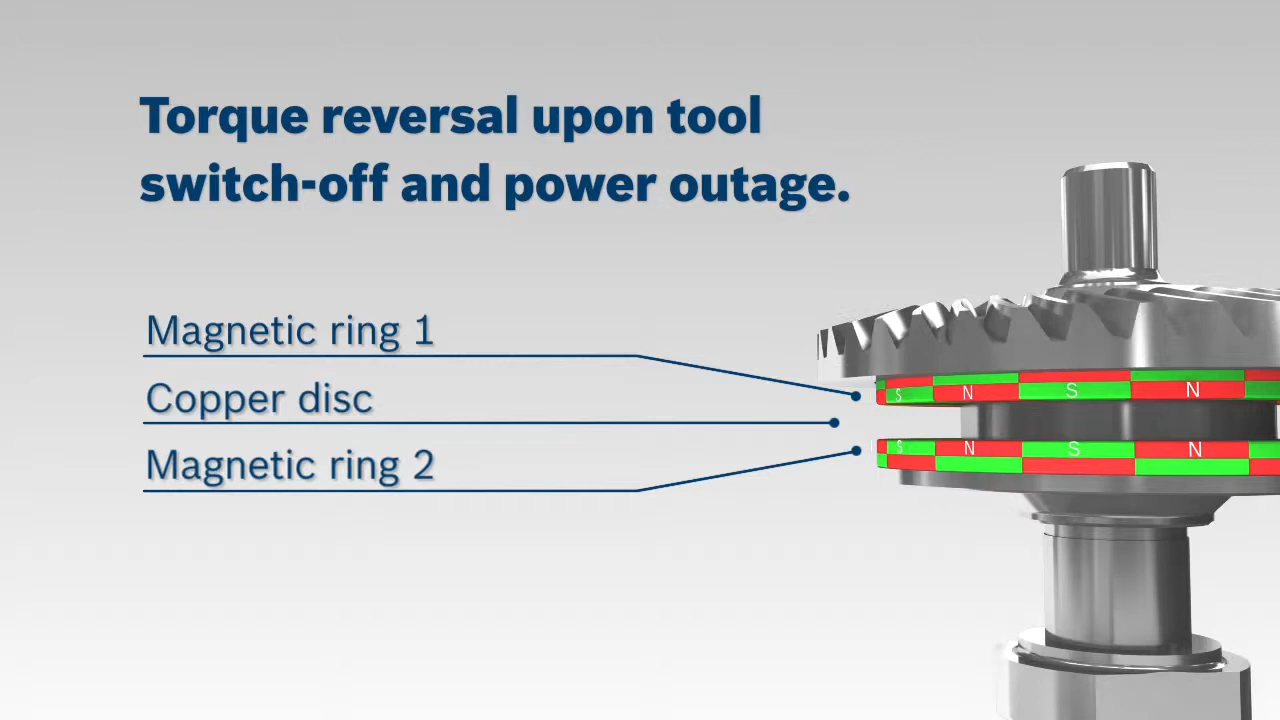 Torque reversal upon tool
switch-off and power outage.
Magnetic ring 1
Copper disc
Magnetic ring 2
S N S N
S N S N